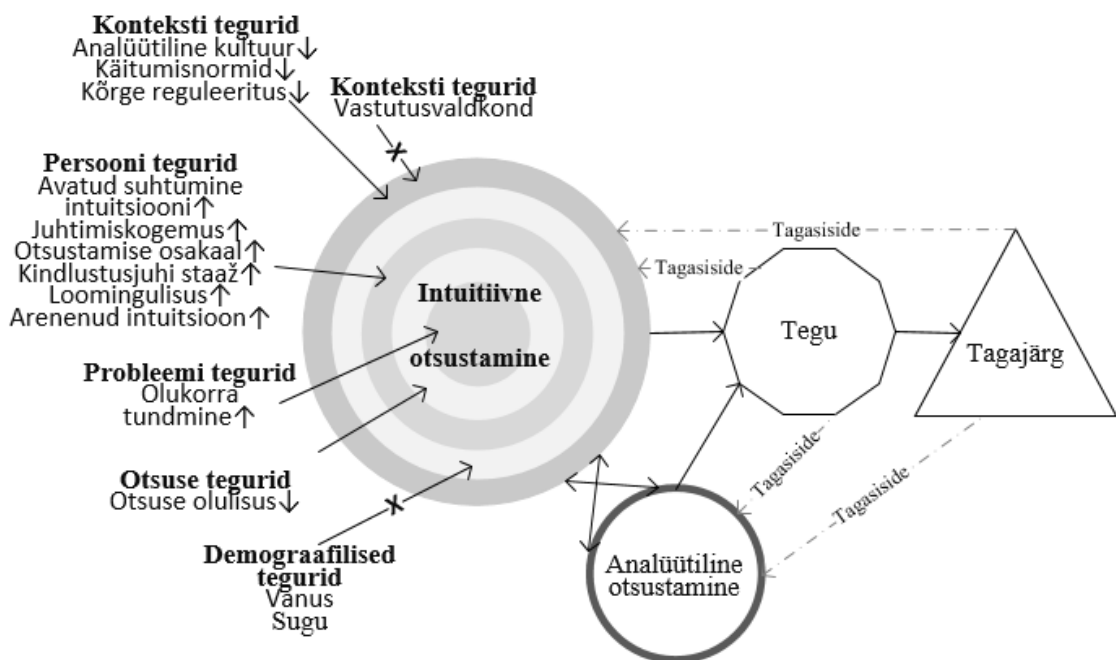 Konteksti tegurid
Analüütiline kultuur↓
Käitumisnormid↓
Kõrge reguleeritus↓
Konteksti tegurid
Vastutusvaldkond
Persooni tegurid
Avatud suhtumine
intuitsiooni↑
Juhtimiskogemus↑
Otsustamise osakaal↑
Kindlustusjuhi staaž↑
Loomingulisus↑
Arenenud intuitsioon↑
Probleemi tegurid
Olukorra
tundmine↑
Otsuse tegurid
Otsuse olulisus↓
Demograafilised
tegurid
Vanus
Sugu
Intuitiivne
otsustamine
Tagasiside
Tagasiside
Tegu
Tagajärg
Tagasiside
Tagasiside
Analüütiline
otsustamine